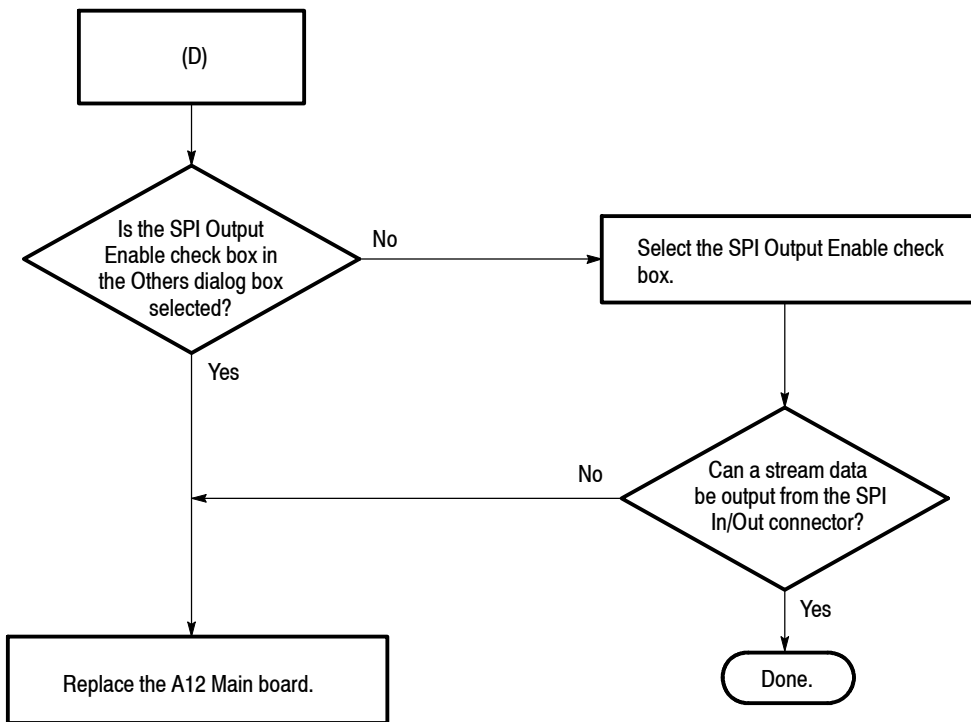 (D)
Is the SPI Output
Enable check box in
the Others dialog box
selected?
No
Select the SPI Output Enable check
box.
Yes
No
Can a stream data
be output from the SPI
In/Out connector?
Yes
Replace the A12 Main board.
Done.